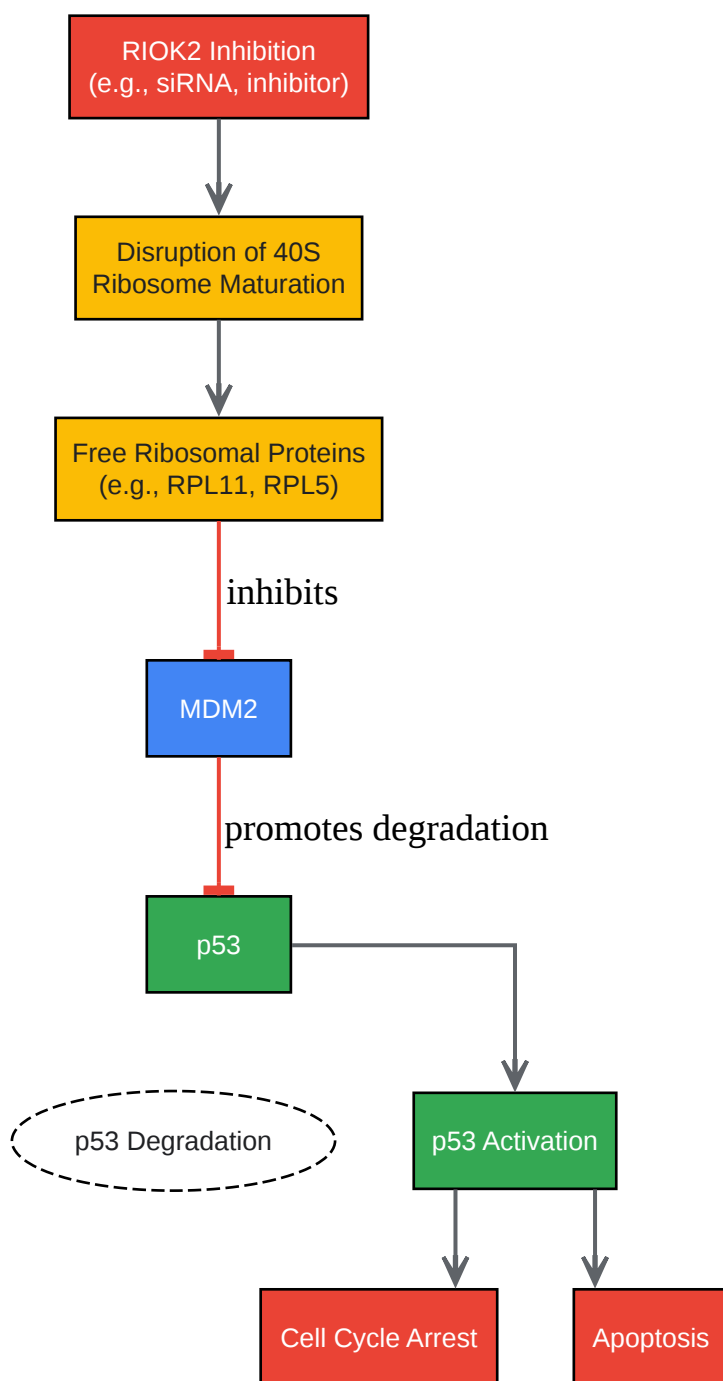 RIOK2 Inhibition
(e.g., siRNA, inhibitor)
Disruption of 40S
Ribosome Maturation
Free Ribosomal Proteins
(e.g., RPL11, RPL5)
inhibits
MDM2
promotes degradation
p53
p53 Degradation
p53 Activation
Cell Cycle Arrest
Apoptosis